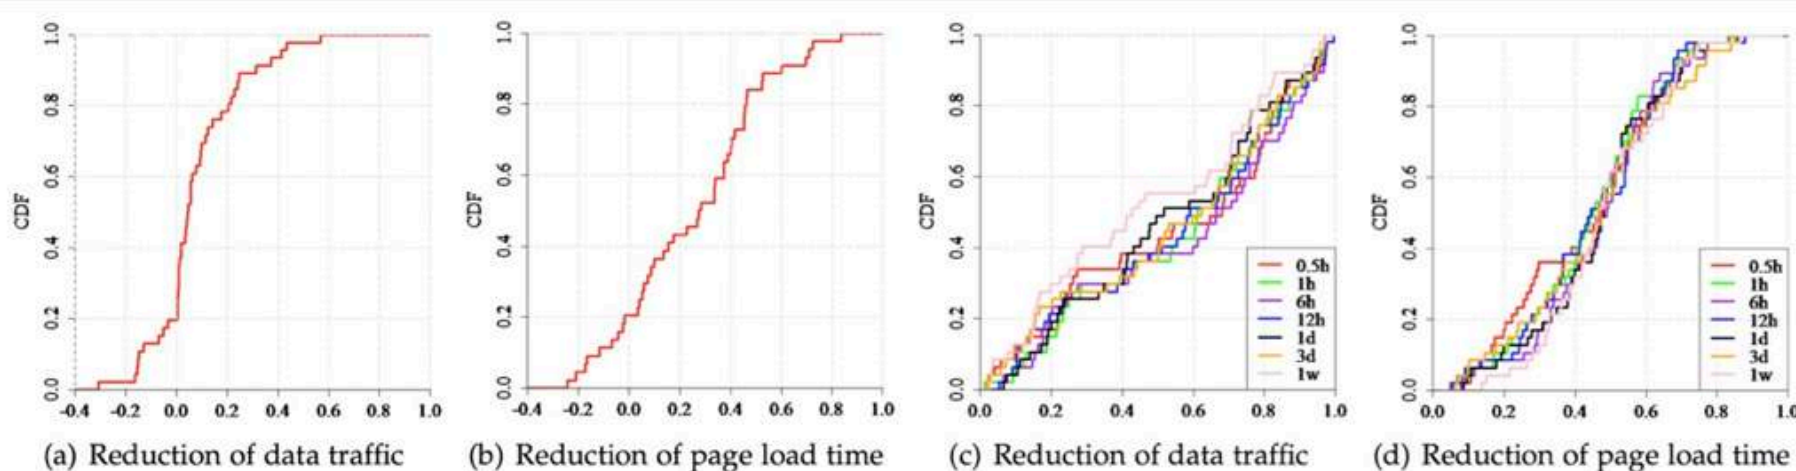 CDF
0.0 0.2 0.4 0.6 0.8 1.0
-0.4 -0.2 0.0 0.2 0.4 0.6 0.8 1.0
(a) Reduction of data traffic
CDF
0.0 0.2 0.4 0.6 0.8 1.0
-0.4 -0.2 0.0 0.2 0.4 0.6 0.8 1.0
(b) Reduction of page load time
CDF
0.0 0.2 0.4 0.6 0.8 1.0
0.5h
1h
6h
12h
1d
3d
1w
0.0 0.2 0.4 0.6 0.8 1.0
(c) Reduction of data traffic
CDF
0.0 0.2 0.4 0.6 0.8 1.0
0.5h
1h
6h
12h
1d
3d
1w
0.0 0.2 0.4 0.6 0.8 1.0
(d) Reduction of page load time